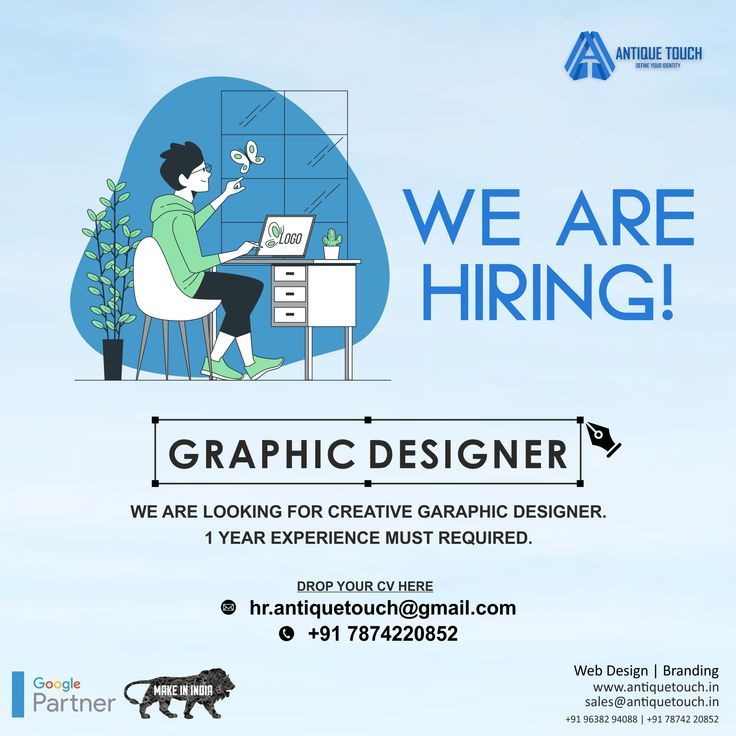 ANTIQUE TOUCH
DEFINE YOUR IDENTITY
LOGO
WE ARE
HIRING!
GRAPHIC DESIGNER
WE ARE LOOKING FOR CREATIVE GARAPHIC DESIGNER.
1 YEAR EXPERIENCE MUST REQUIRED.
DROP YOUR CV HERE
hr.antiquetouch@gmail.com
+91 7874220852
Google
Partner
MAKE IN INDIA
Web Design | Branding
www.antiquetouch.in
sales@antiquetouch.in
+91 96382 94088 | +91 78742 20852